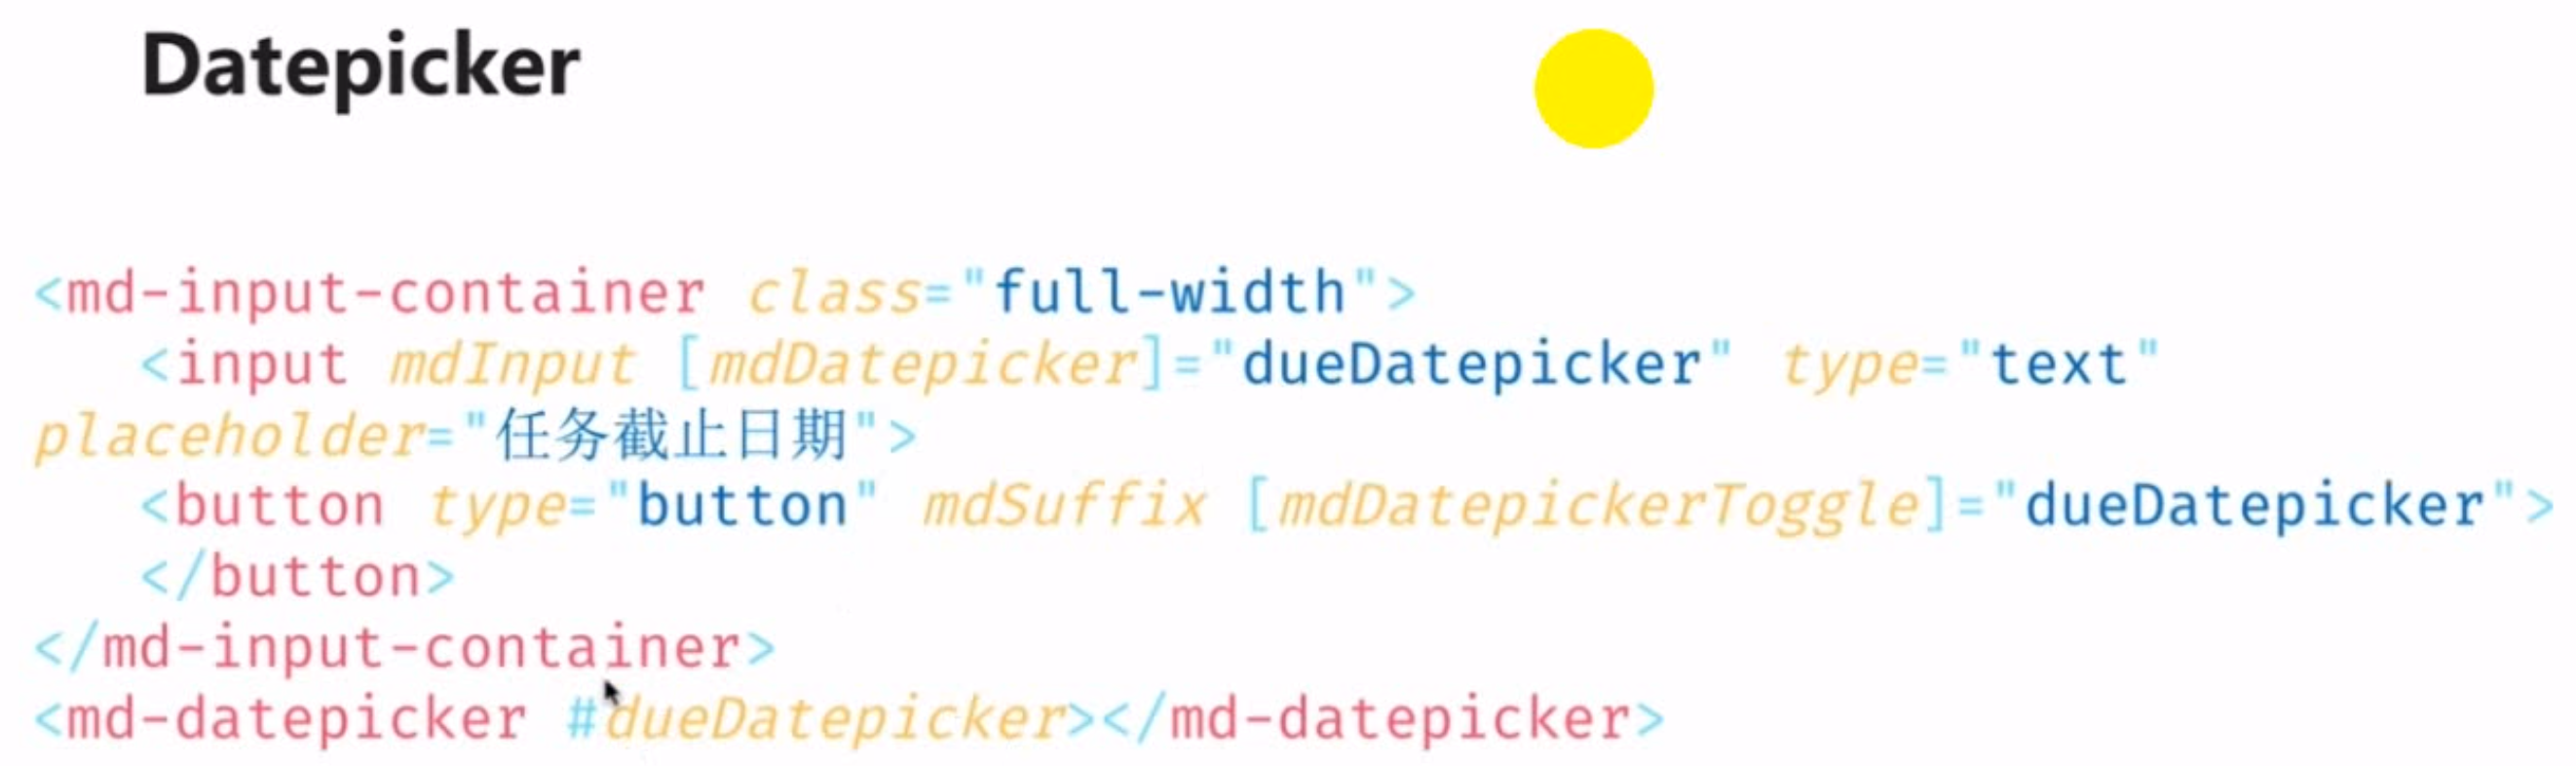 Datepicker
<md-input-container class="full-width">
<input mdInput [mdDatepicker]="dueDatepicker" type="text"
placeholder="任务截止日期">
<button type="button" mdSuffix [mdDatepickerToggle]="dueDatepicker">
</button>
</md-input-container>
<md-datepicker #dueDatepicker></md-datepicker>